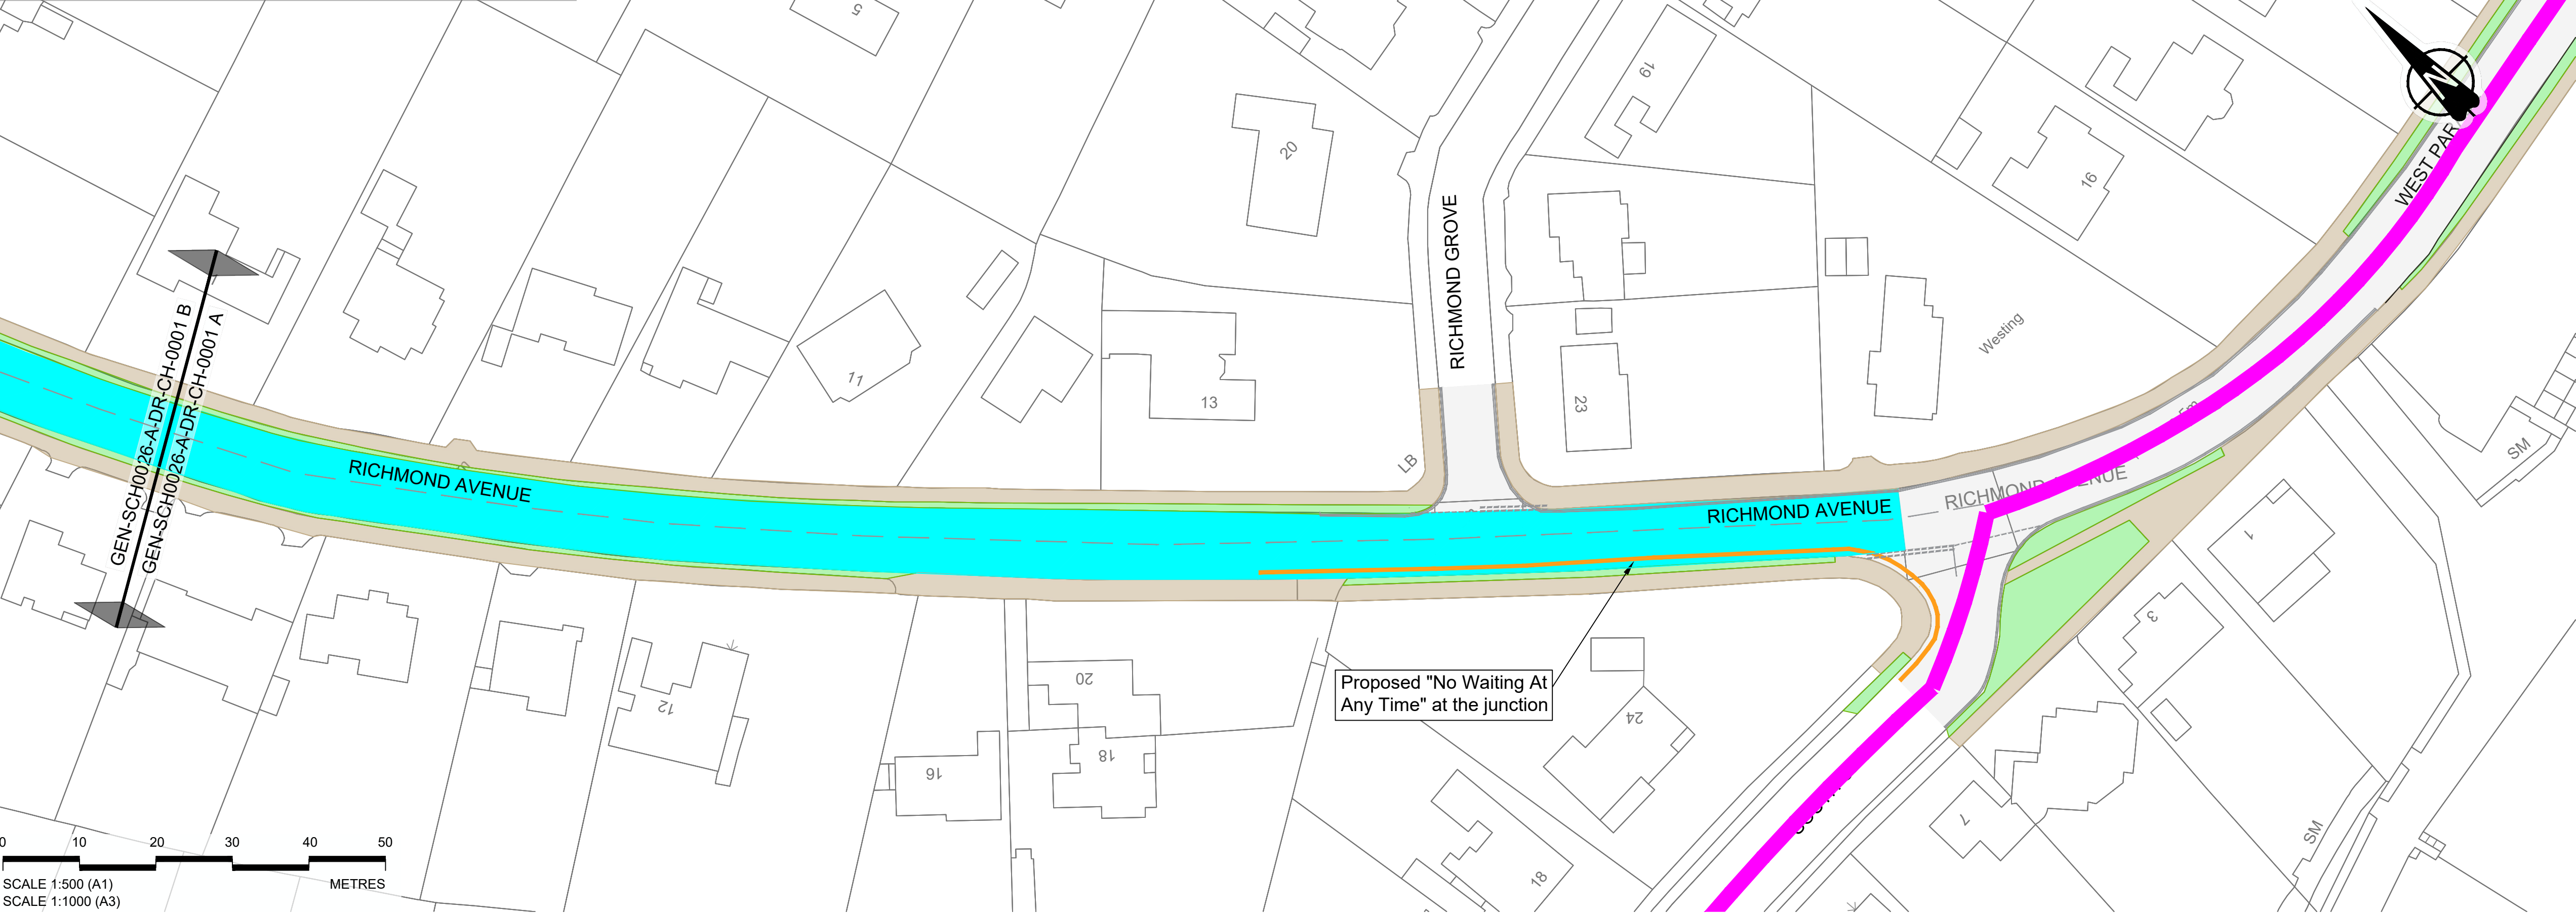 5
19
20
N
WEST PAR
16
RICHMOND GROVE
GEN-SCH0026-A-DR-CH-0001 B
GEN-SCH0026-A-DR-CH-0001 A
Westing
11
13
23
LB
RICHMOND AVENUE
RICHMOND AVENUE
RICHMOND AVENUE
SM
1
3
Proposed "No Waiting At
Any Time" at the junction
12
20
24
18
16
18
7
SM
0 10 20 30 40 50
SCALE 1:500 (A1)
METRES
SCALE 1:1000 (A3)